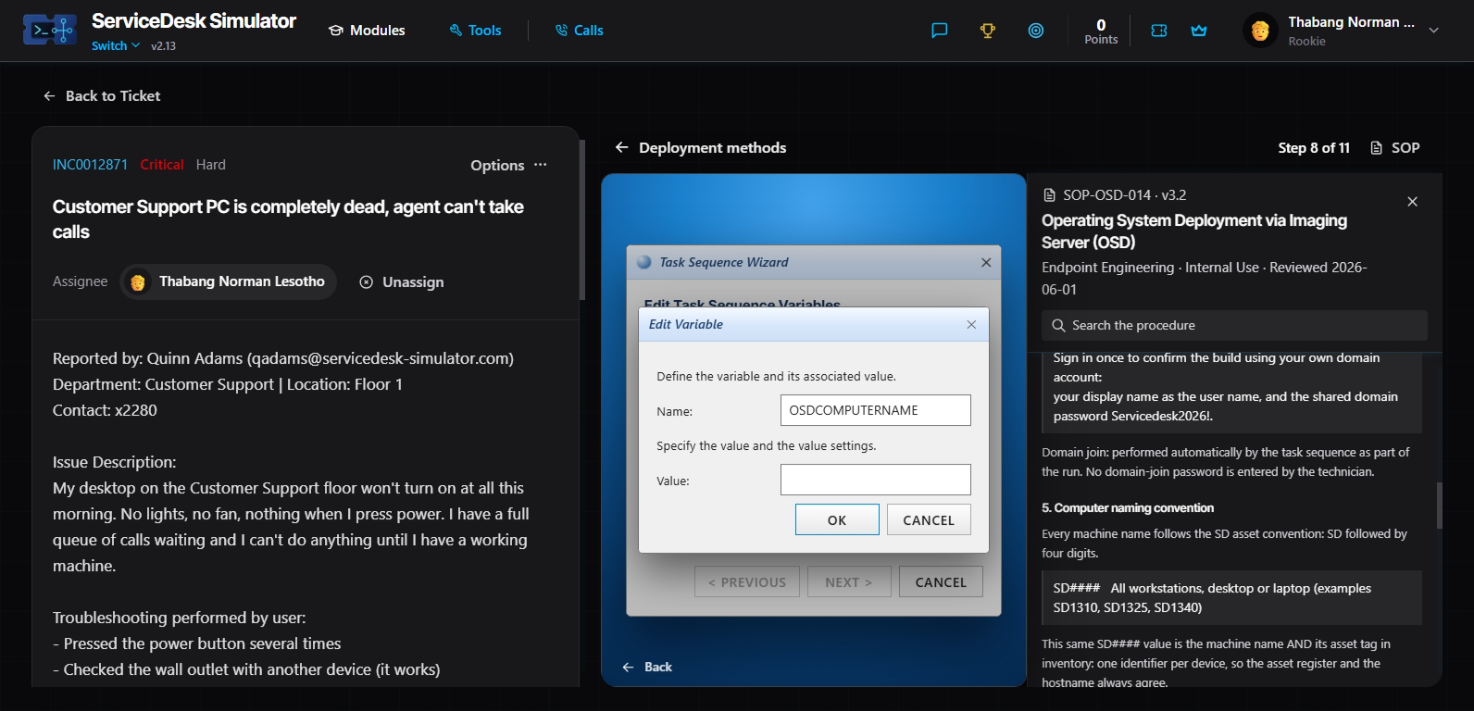 ServiceDesk Simulator
Switch v2.13
Modules
Tools
Calls
0
Points
Thabang Norman ...
Rookie
Back to Ticket
INC0012871 Critical Hard
Options ...
Customer Support PC is completely dead, agent can't take
calls
Assignee Thabang Norman Lesotho Unassign
Reported by: Quinn Adams (qadams@servicedesk-simulator.com)
Department: Customer Support | Location: Floor 1
Contact: x2280
Issue Description:
My desktop on the Customer Support floor won't turn on at all this
morning. No lights, no fan, nothing when I press power. I have a full
queue of calls waiting and I can't do anything until I have a working
machine.
Troubleshooting performed by user:
- Pressed the power button several times
- Checked the wall outlet with another device (it works)
Deployment methods
Step 8 of 11 SOP
Task Sequence Wizard
Edit Task Sequence Variables
Edit Variable
Define the variable and its associated value.
Name: OSDCOMPUTERNAME
Specify the value and the value settings.
Value:
OK CANCEL
< PREVIOUS NEXT > CANCEL
Back
SOP-OSD-014 · v3.2
Operating System Deployment via Imaging
Server (OSD)
Endpoint Engineering · Internal Use · Reviewed 2026-
06-01
Search the procedure
Sign in once to confirm the build using your own domain
account:
your display name as the user name, and the shared domain
password Servicedesk2026!.
Domain join: performed automatically by the task sequence as part of
the run. No domain-join password is entered by the technician.
5. Computer naming convention
Every machine name follows the SD asset convention: SD followed by
four digits.
SD#### All workstations, desktop or laptop (examples
SD1310, SD1325, SD1340)
This same SD#### value is the machine name AND its asset tag in
inventory: one identifier per device, so the asset register and the
hostname always agree.